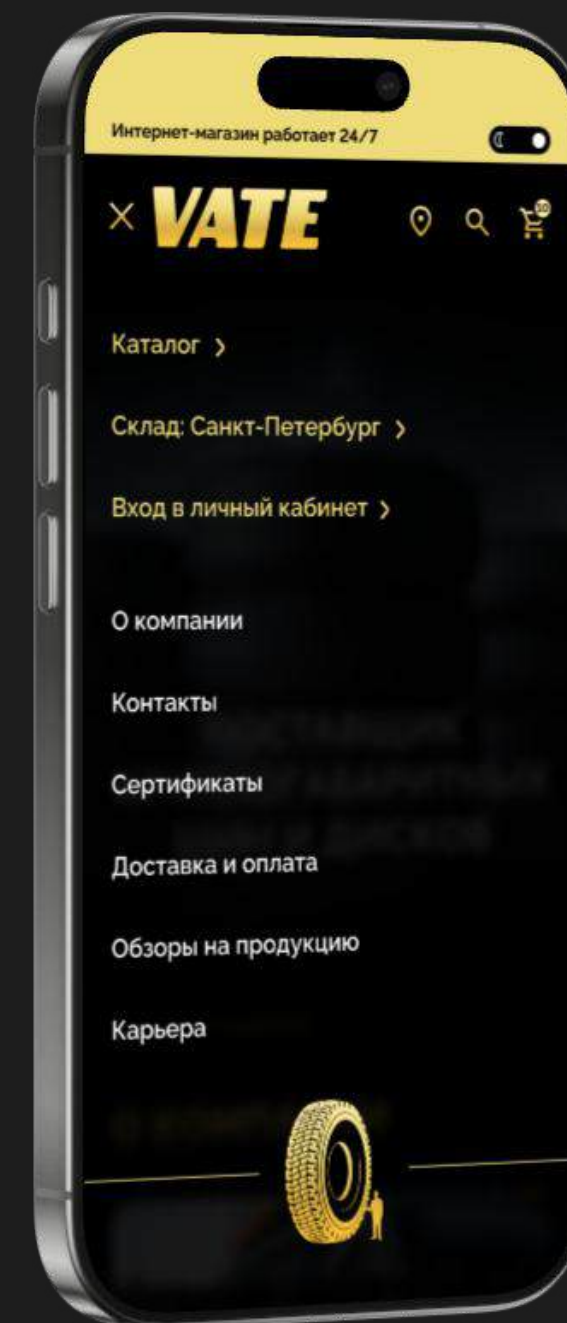 Интернет-магазин работает 24/7
VATE
10
Каталог
Склад: Санкт-Петербург
Вход в личный кабинет
О компании
Контакты
Сертификаты
Доставка и оплата
Обзоры на продукцию
Карьера